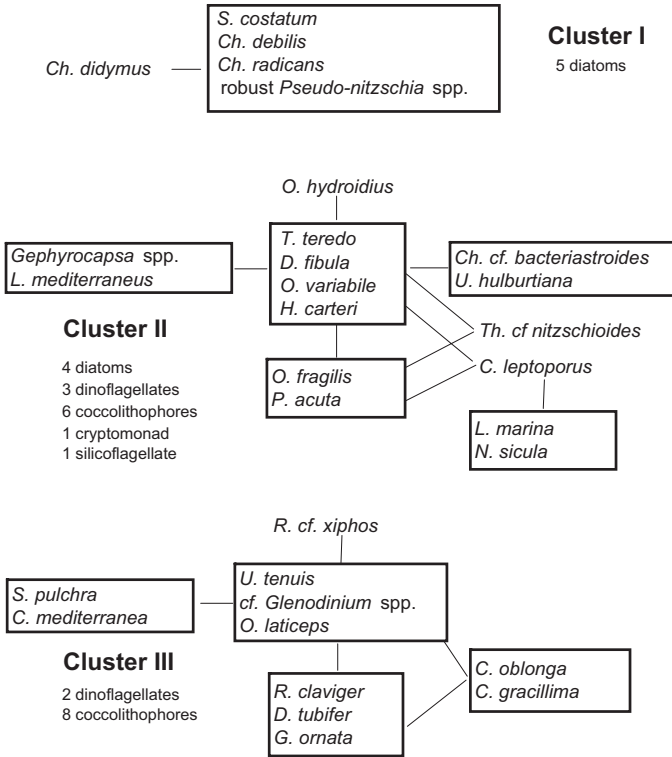 S. costatum
Ch. debilis
Ch. radicans
robust Pseudo-nitzschia spp.
Ch. didymus
Cluster I
5 diatoms
O. hydroidius
T. teredo
D. fibula
O. variabile
H. carteri
Gephyrocapsa spp.
L. mediterraneus
Ch. cf. bacteriastroides
U. hulburtiana
Cluster II
4 diatoms
3 dinoflagellates
6 coccolithophores
1 cryptomonad
1 silicoflagellate
Th. cf nitzschioides
C. leptoporus
O. fragilis
P. acuta
L. marina
N. sicula
R. cf. xiphos
U. tenuis
cf. Glenodinium spp.
O. laticeps
S. pulchra
C. mediterranea
Cluster III
2 dinoflagellates
8 coccolithophores
R. claviger
D. tubifer
G. ornata
C. oblonga
C. gracillima